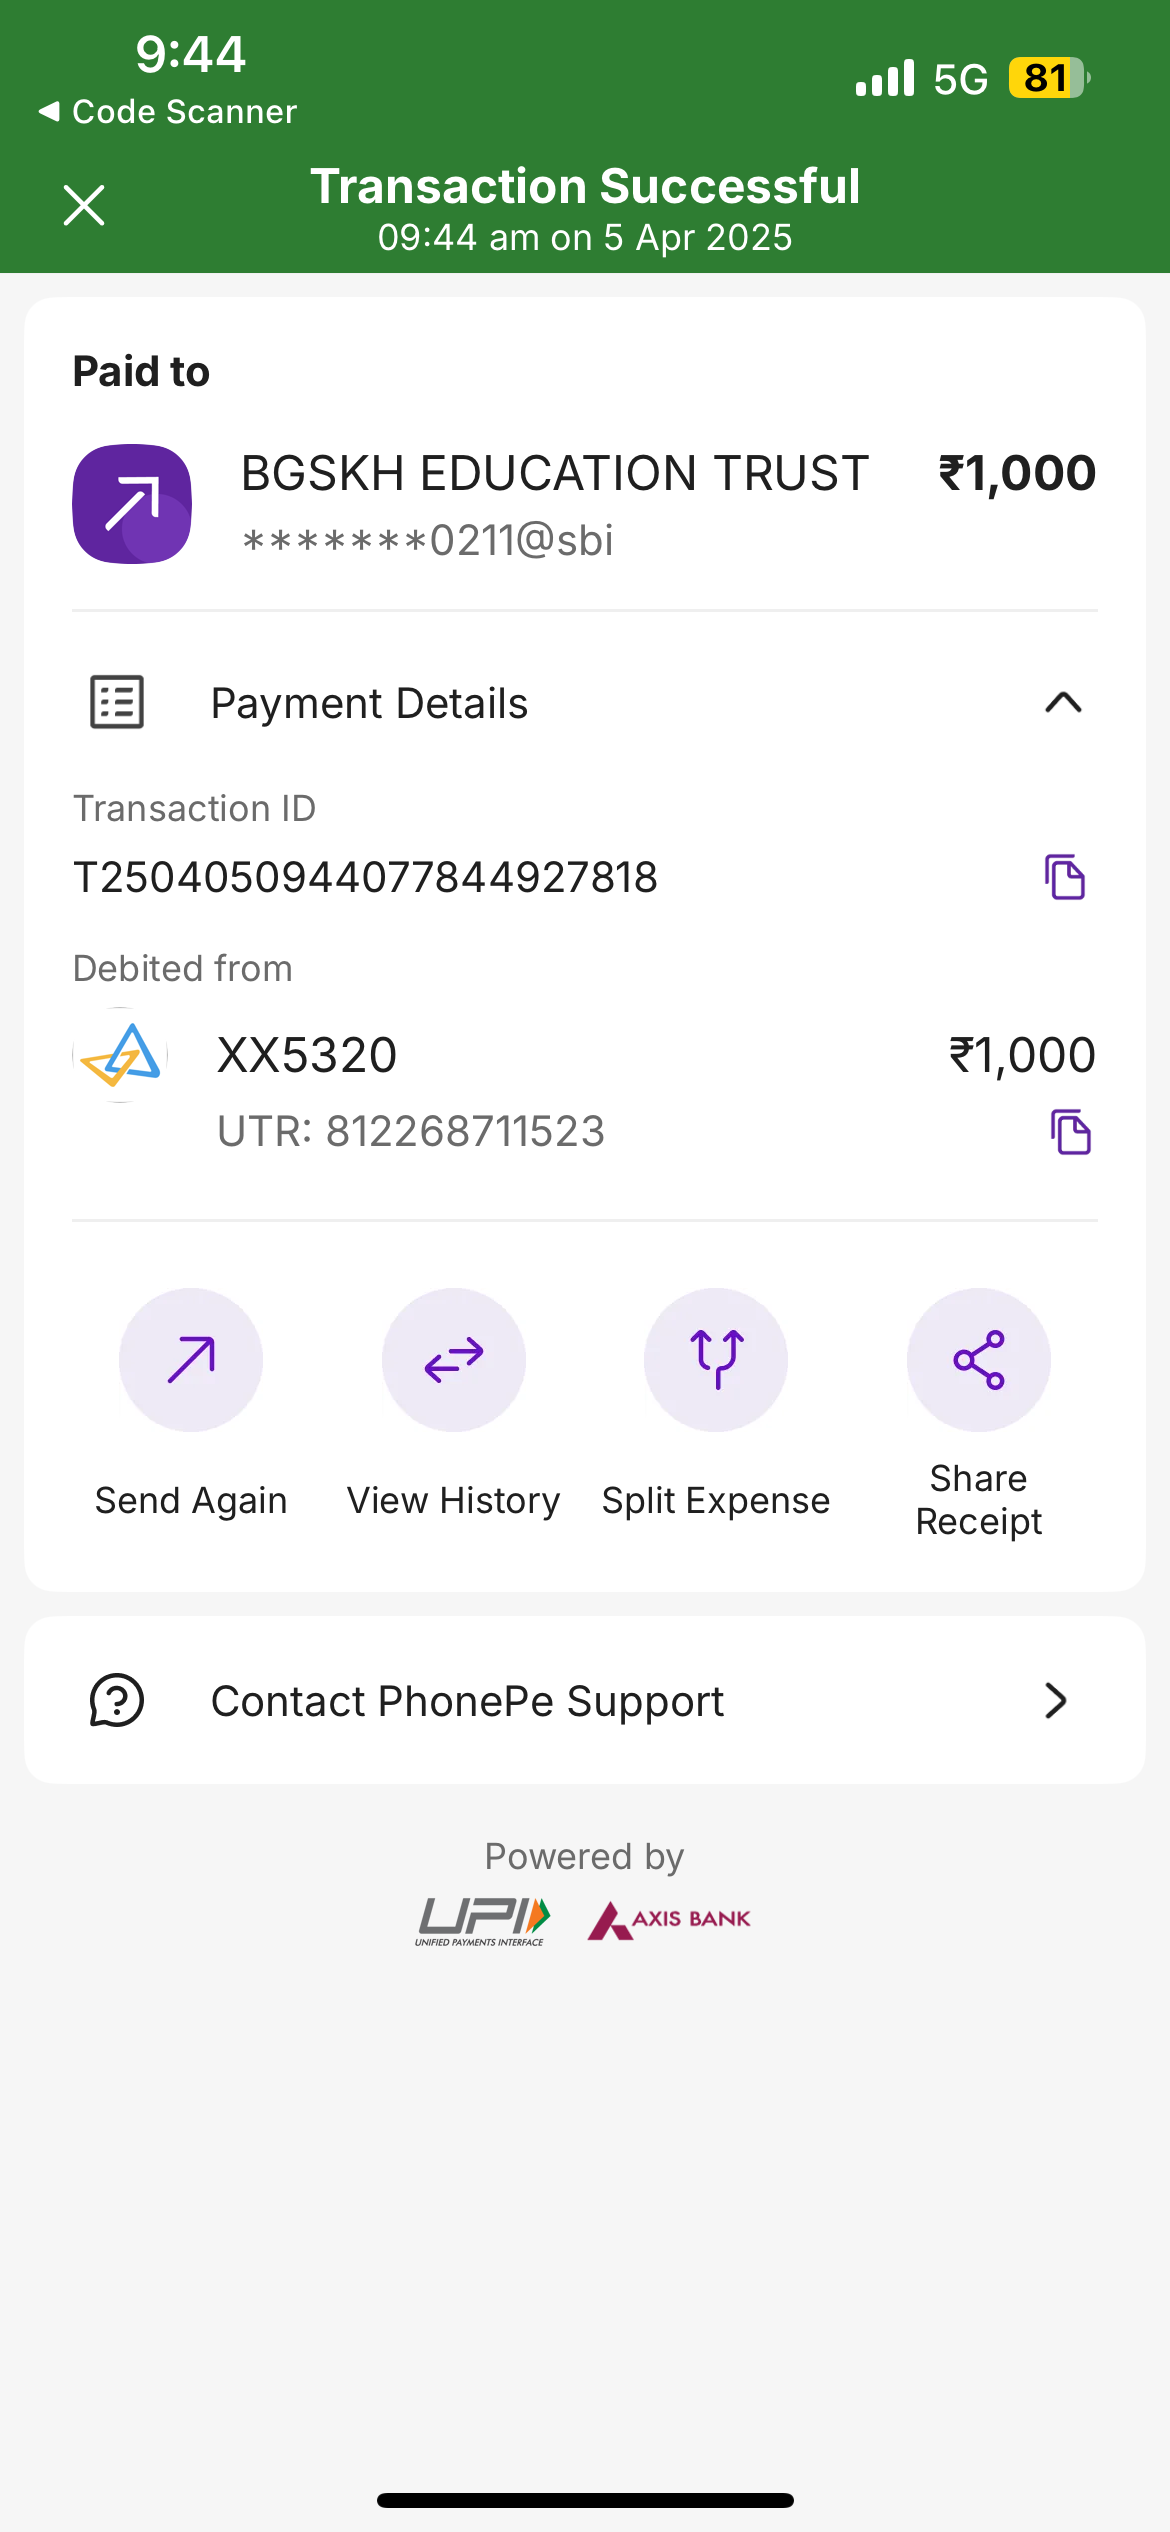 9:44
5G
81
◀ Code Scanner
Transaction Successful
09:44 am on 5 Apr 2025
Paid to
BGSKH EDUCATION TRUST
₹1,000
*******0211@sbi
Payment Details
Transaction ID
T2504050944077844927818
Debited from
XX5320
₹1,000
UTR: 812268711523
Send Again
View History
Split Expense
Share Receipt
Contact PhonePe Support
Powered by
UPI
UNIFIED PAYMENTS INTERFACE
AXIS BANK